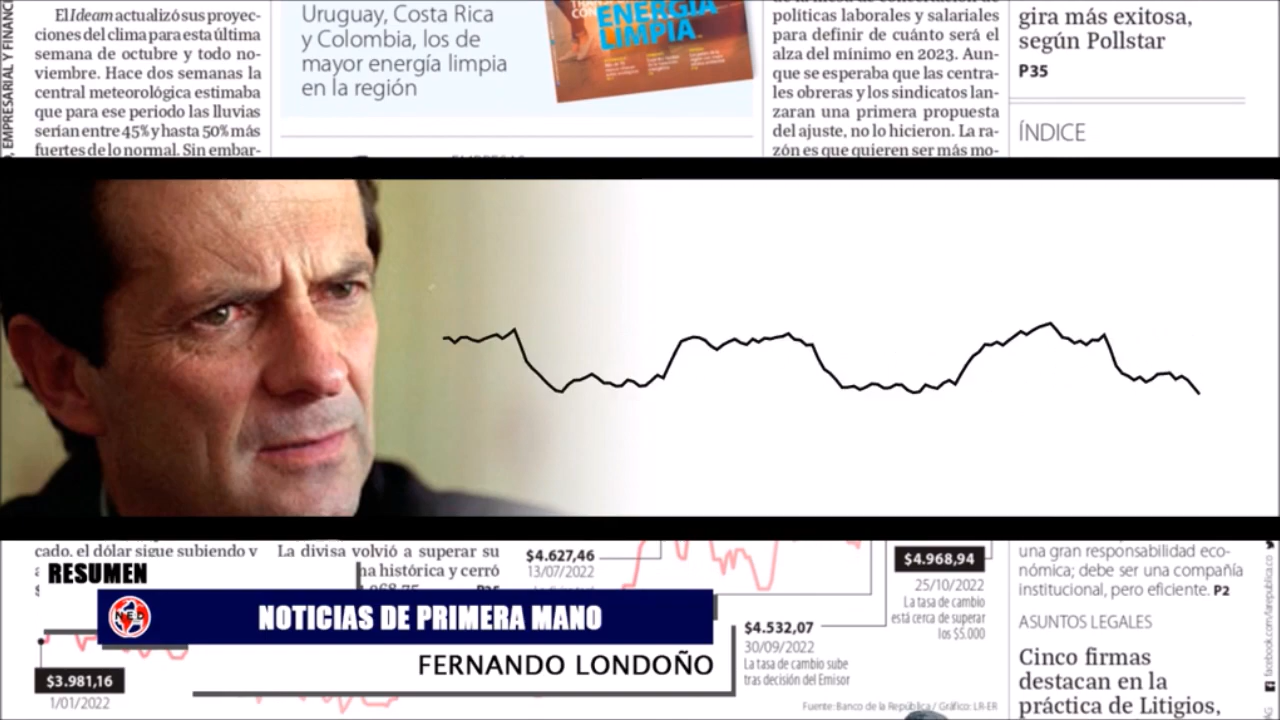 EMPRESARIAL Y FINANC
El Ideam actualizó sus proyec-
ciones del clima para esta última
semana de octubre y todo no-
viembre. Hace dos semanas la
central meteorológica estimaba
que para ese periodo las lluvias
serían entre 45% y hasta 50% más
fuertes de lo normal. Sin embar-
Uruguay, Costa Rica
y Colombia, los de
mayor energía limpia
en la región
ENERGÍA
LIMPIA
políticas laborales y salariales
para definir de cuánto será el
alza del mínimo en 2023. Aun-
que se esperaba que las centra-
les obreras y los sindicatos lan-
zaran una primera propuesta
del ajuste, no lo hicieron. La ra-
zón es que quieren ser más mo-
gira más exitosa,
según Pollstar
P35
ÍNDICE
cado, el dólar sigue subiendo y
La divisa volvió a superar su
na histórica y cerró
$4.627,46
13/07/2022
$4.968,94
25/10/2022
La tasa de cambio
está cerca de superar
los $5.000
$4.532,07
30/09/2022
La tasa de cambio sube
tras decisión del Emisor
$3.981,16
1/01/2022
Fuente: Banco de la República / Gráfico: LR-ER
una gran responsabilidad eco-
nómica; debe ser una compañía
institucional, pero eficiente. P2
ASUNTOS LEGALES
Cinco firmas
destacan en la
práctica de Litigios,
facebook.com/larepublica.co
RESUMEN
NOTICIAS DE PRIMERA MANO
FERNANDO LONDOÑO